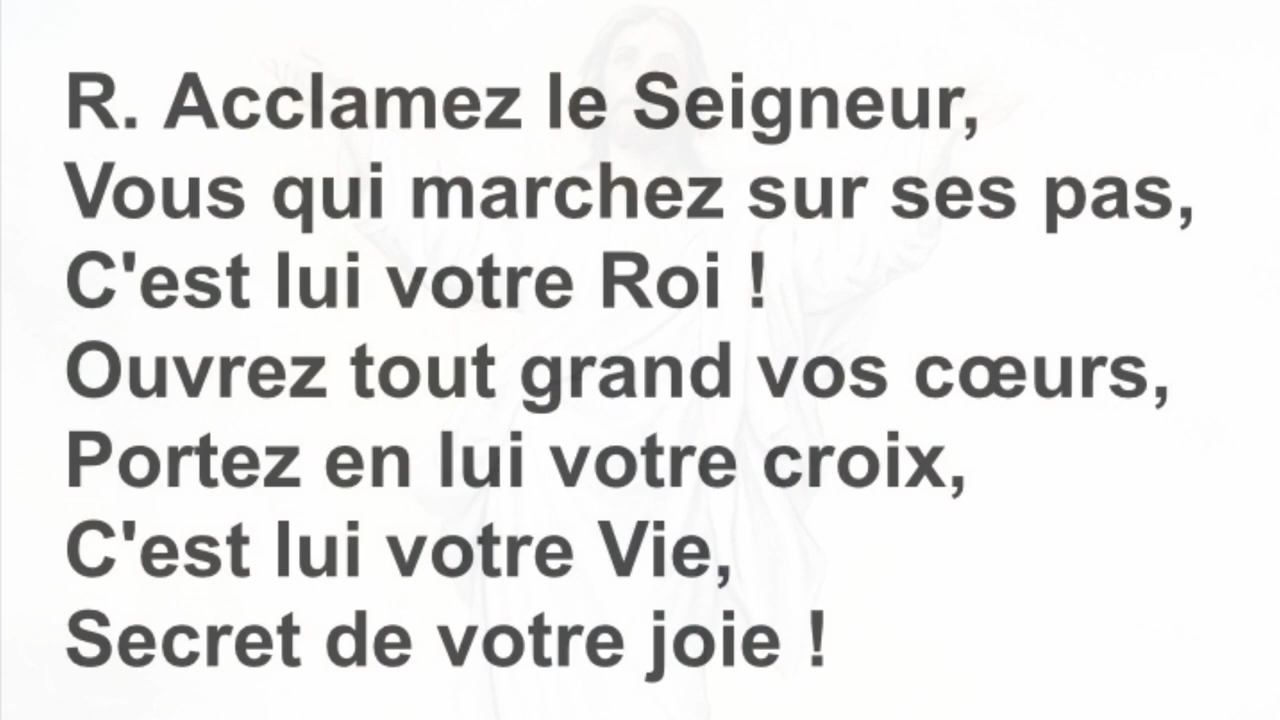 R. Acclamez le Seigneur,
Vous qui marchez sur ses pas,
C'est lui votre Roi !
Ouvrez tout grand vos cœurs,
Portez en lui votre croix,
C'est lui votre Vie,
Secret de votre joie !